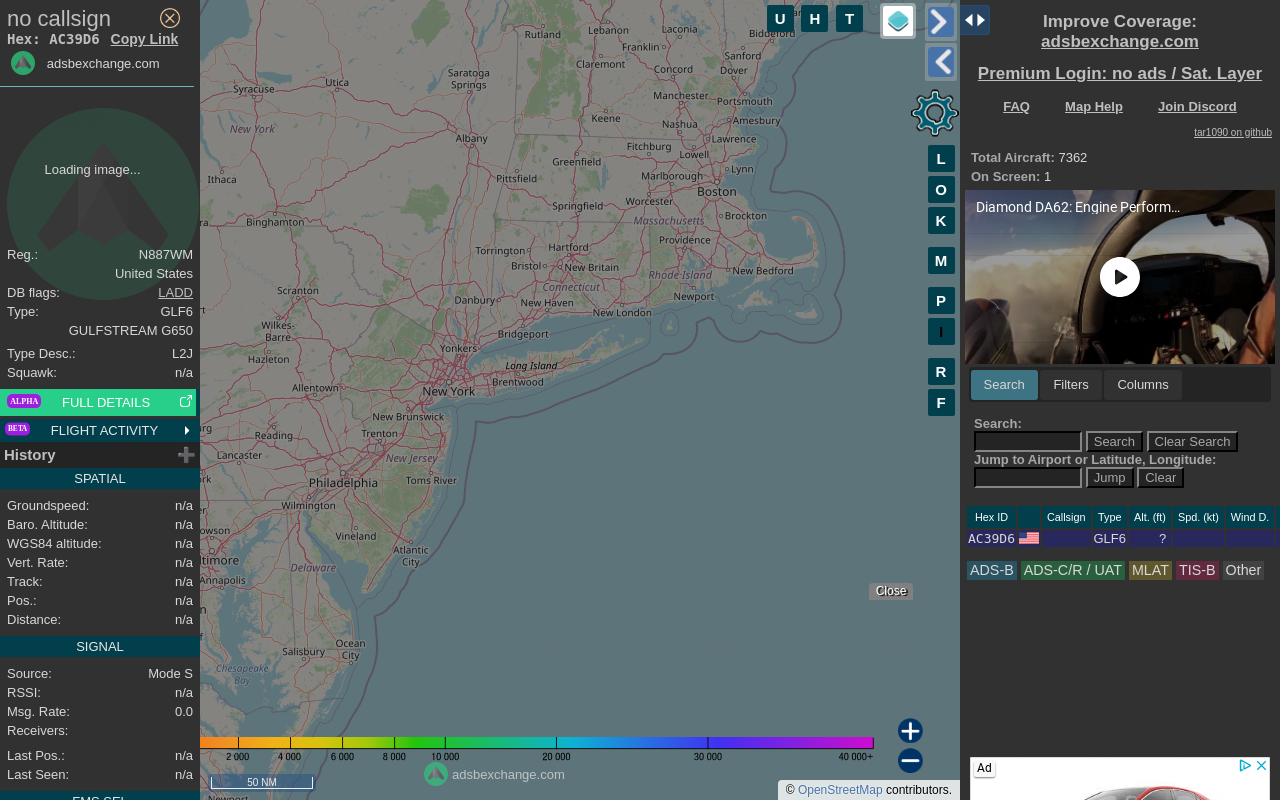 no callsign
Hex: AC39D6 Copy Link
adsbexchange.com
Loading image...
Reg.: N887WM
United States
DB flags: LADD
Type: GLF6
GULFSTREAM G650
Type Desc.: L2J
Squawk: n/a
ALPHA FULL DETAILS
BETA FLIGHT ACTIVITY
History
SPATIAL
Groundspeed: n/a
Baro. Altitude: n/a
WGS84 altitude: n/a
Vert. Rate: n/a
Track: n/a
Pos.: n/a
Distance: n/a
SIGNAL
Source: Mode S
RSSI: n/a
Msg. Rate: 0.0
Receivers:
Last Pos.: n/a
Last Seen: n/a
U H T
L
O
K
M
P
I
R
F
Rutland
Lebanon
Laconia
Biddeford
Franklin
Sanford
Claremont
Concord
Dover
Saratoga
Springs
Utica
Syracuse
Manchester
Portsmouth
Keene
Nashua
Amesbury
New York
Albany
Fitchburg
Lawrence
Greenfield
Lowell
Ithaca
Pittsfield
Marlborough
Lynn
Boston
Worcester
Springfield
Massachusetts
Brockton
Binghamton
Providence
Hartford
Torrington
Bristol
New Britain
Rhode Island
New Bedford
Connecticut
Scranton
Danbury
New Haven
Newport
New London
Wilkes-
Barre
Bridgeport
Yonkers
Hazleton
Long Island
Brentwood
Allentown
New York
New Brunswick
Reading
Trenton
Lancaster
New Jersey
Toms River
Philadelphia
Wilmington
Vineland
Atlantic
City
Delaware
Annapolis
Ocean
City
Salisbury
Chesapeake
Bay
Close
2 000 4 000 6 000 8 000 10 000 20 000 30 000 40 000+
adsbexchange.com
50 NM
© OpenStreetMap contributors.
Improve Coverage:
adsbexchange.com
Premium Login: no ads / Sat. Layer
FAQ Map Help Join Discord
tar1090 on github
Total Aircraft: 7362
On Screen: 1
Diamond DA62: Engine Perform...
Search Filters Columns
Search:
Search Clear Search
Jump to Airport or Latitude, Longitude:
Jump Clear
Hex ID Callsign Type Alt. (ft) Spd. (kt) Wind D.
AC39D6 GLF6 ?
ADS-B ADS-C/R / UAT MLAT TIS-B Other
Ad